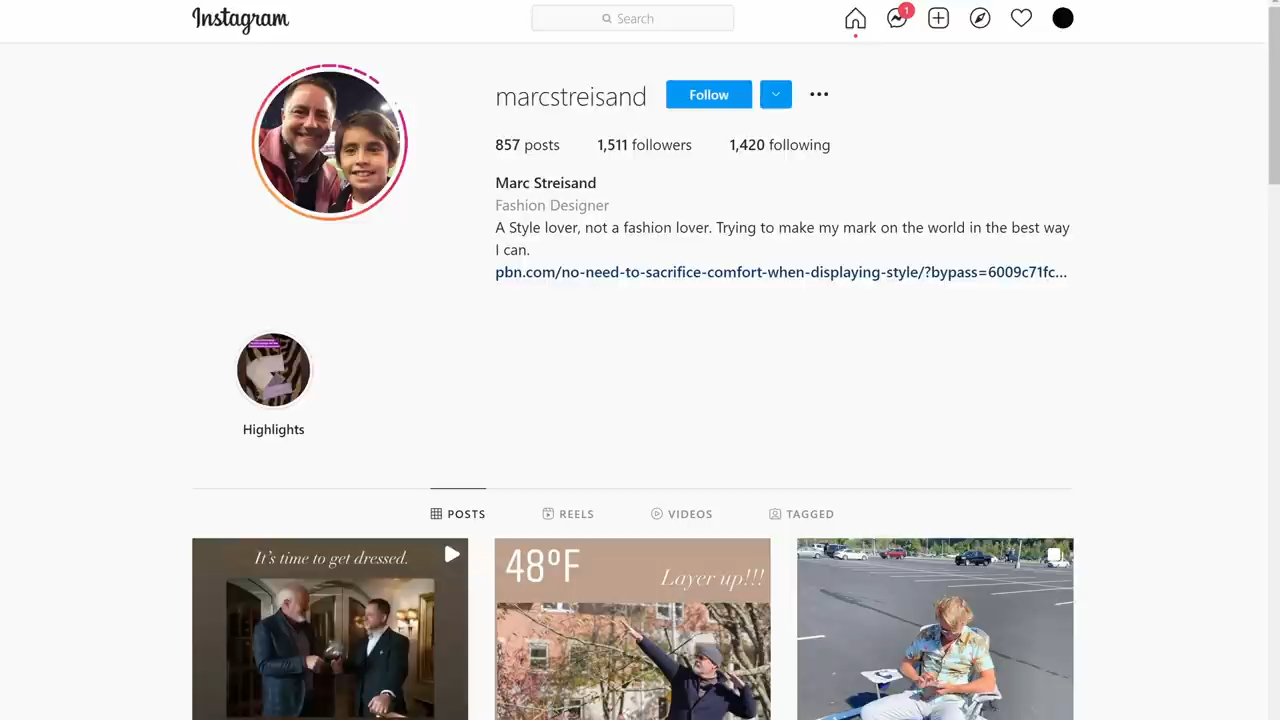 Instagram
Search
1
marcstreisand
Follow
857 posts 1,511 followers 1,420 following
Marc Streisand
Fashion Designer
A Style lover, not a fashion lover. Trying to make my mark on the world in the best way
I can.
pbn.com/no-need-to-sacrifice-comfort-when-displaying-style/?bypass=6009c71fc...
Highlights
POSTS REELS VIDEOS TAGGED
It's time to get dressed.
48°F
Layer up!!!